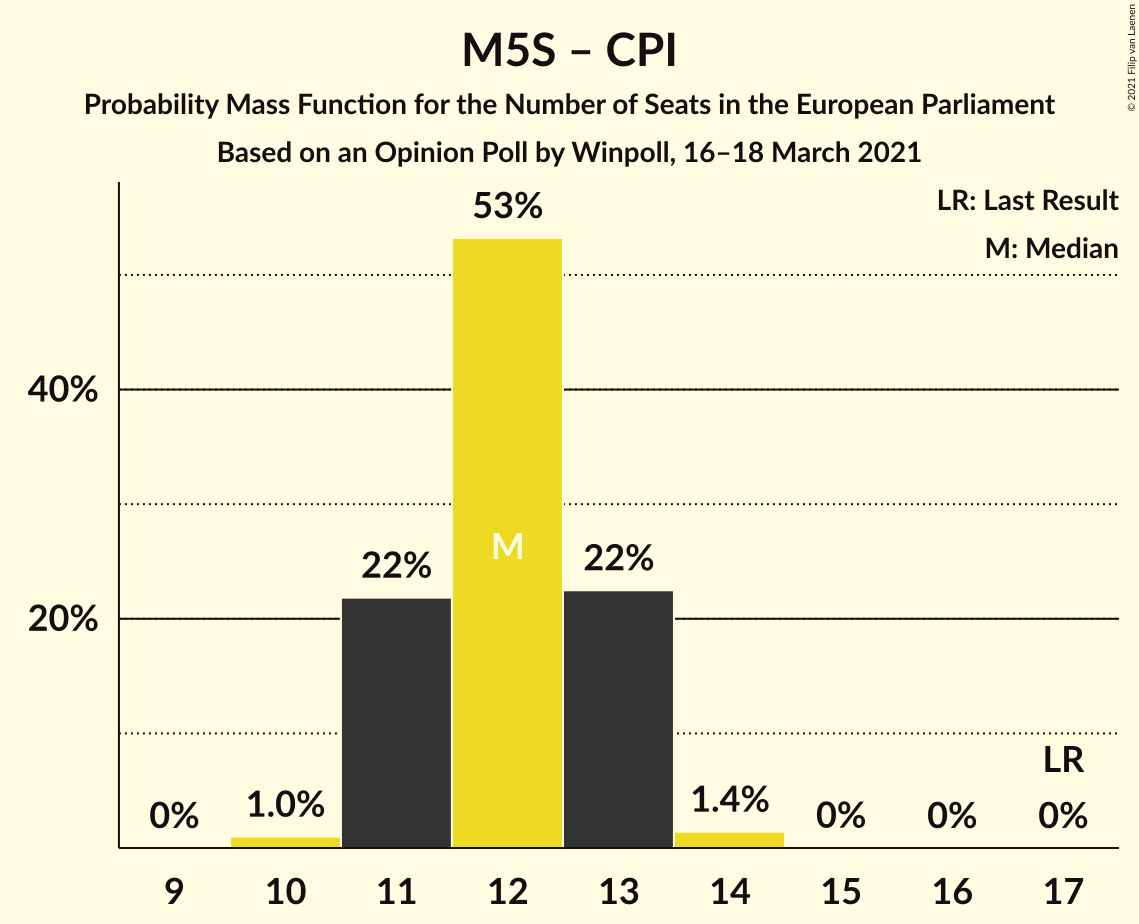 M5S – CPI
Probability Mass Function for the Number of Seats in the European Parliament
Based on an Opinion Poll by Winpoll, 16–18 March 2021
© 2021 Filip van Laenen
LR: Last Result
M: Median
53%
40%
M
22%
22%
20%
LR
0%
1.0%
1.4%
0%
0%
0%
9 10 11 12 13 14 15 16 17